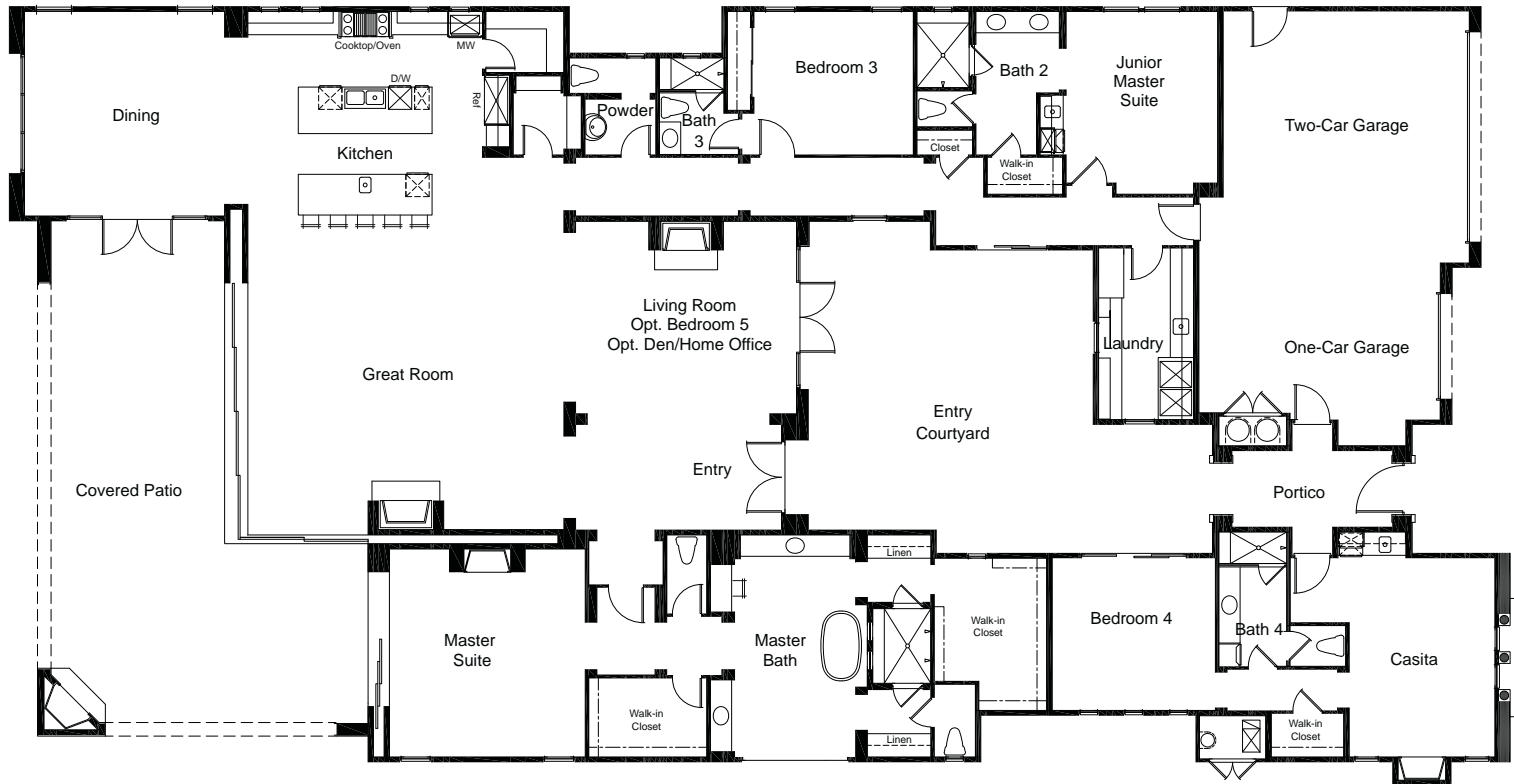 Cooktop/Oven
MW
D/W
Ref
Dining
Kitchen
Powder
Bath
3
Bedroom 3
Bath 2
Closet
Walk-in
Closet
Junior
Master
Suite
Two-Car Garage
One-Car Garage
Living Room
Opt. Bedroom 5
Opt. Den/Home Office
Great Room
Laundry
Entry
Courtyard
Entry
Covered Patio
Portico
Master
Suite
Walk-in
Closet
Master
Bath
Linen
Linen
Walk-in
Closet
Bedroom 4
Bath 4
Casita
Walk-in
Closet